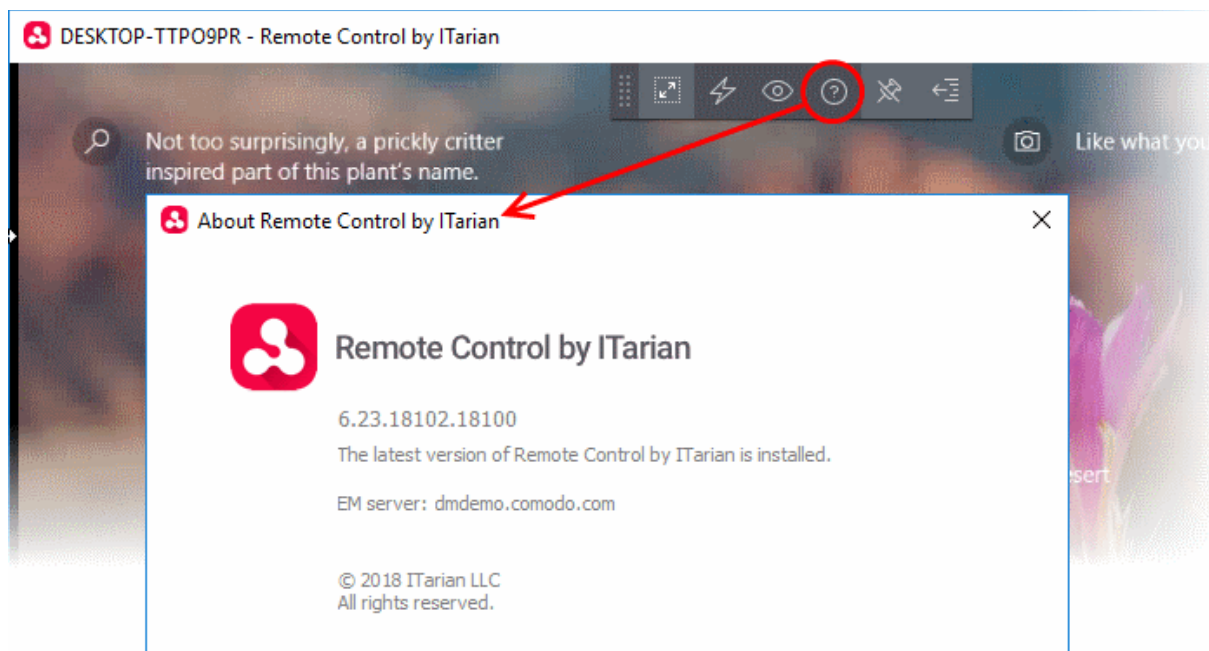 DESKTOP-TTPO9PR - Remote Control by ITarian
Not too surprisingly, a prickly critter
inspired part of this plant's name.
Like what you
About Remote Control by ITarian
Remote Control by ITarian
6.23.18102.18100
The latest version of Remote Control by ITarian is installed.
EM server: dmdemo.comodo.com
esert
© 2018 ITarian LLC
All rights reserved.